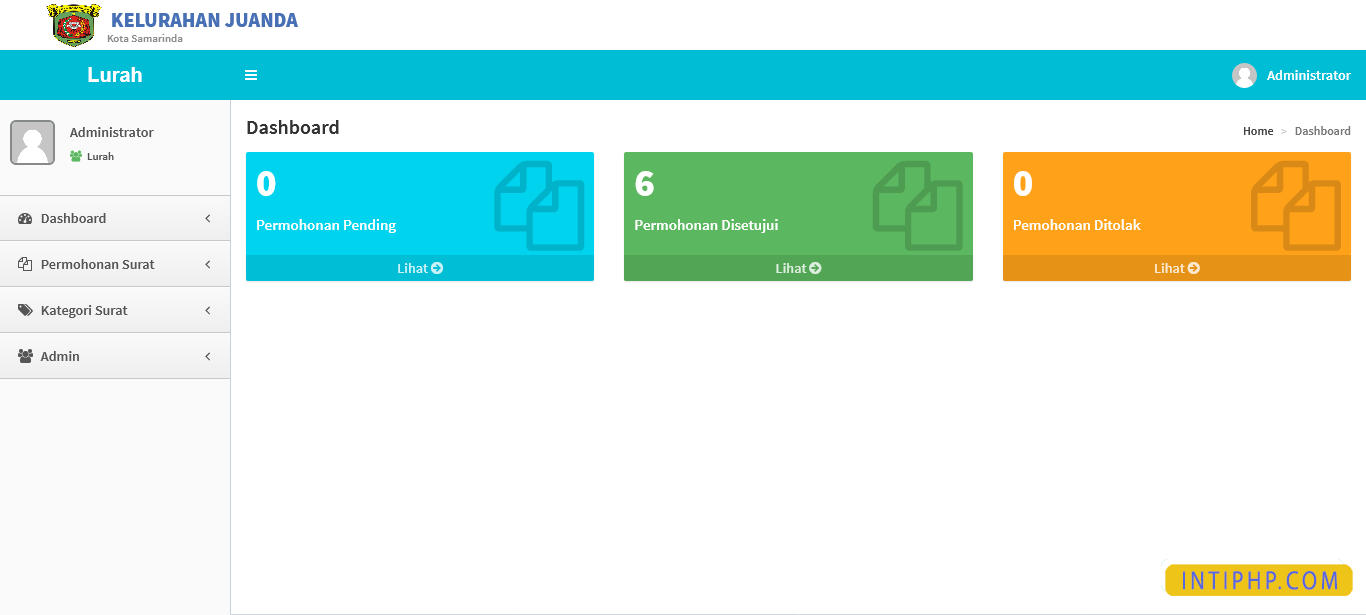 KELURAHAN JUANDA
Kota Samarinda
Lurah
Administrator
Administrator
Lurah
Dashboard
Permohonan Surat
Kategori Surat
Admin
Dashboard
Home > Dashboard
0
Permohonan Pending
Lihat
6
Permohonan Disetujui
Lihat
0
Pemohonan Ditolak
Lihat
INTIPHP.COM